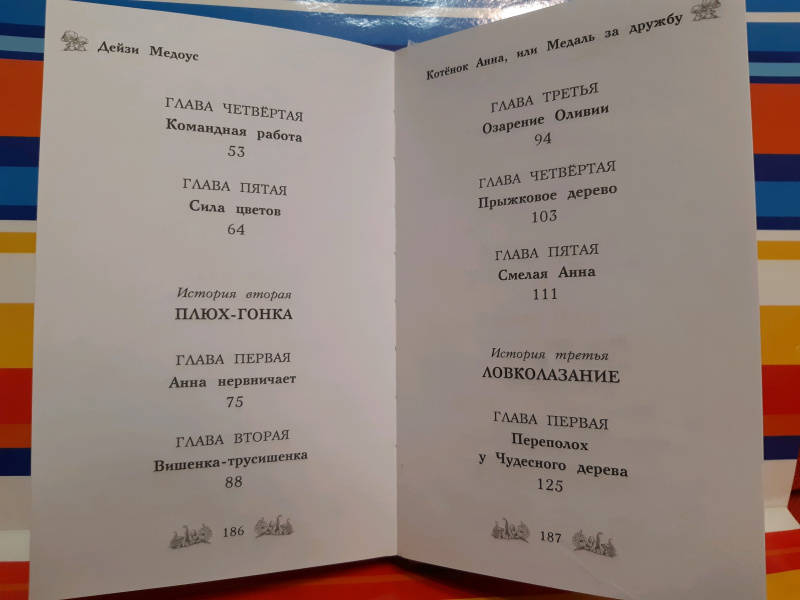 Дейзи Медоус
ГЛАВА ЧЕТВЁРТАЯ
Командная работа
53
ГЛАВА ПЯТАЯ
Сила цветов
64
История вторая
ПЛЮХ-ГОНКА
ГЛАВА ПЕРВАЯ
Анна нервничает
75
ГЛАВА ВТОРАЯ
Вишенка-трусишенка
88
186
Котёнок Анна, или Медаль за дружбу
ГЛАВА ТРЕТЬЯ
Озарение Оливии
94
ГЛАВА ЧЕТВЁРТАЯ
Прыжковое дерево
103
ГЛАВА ПЯТАЯ
Смелая Анна
111
История третья
ЛОВКОЛАЗАНИЕ
ГЛАВА ПЕРВАЯ
Переполох
у Чудесного дерева
125
187